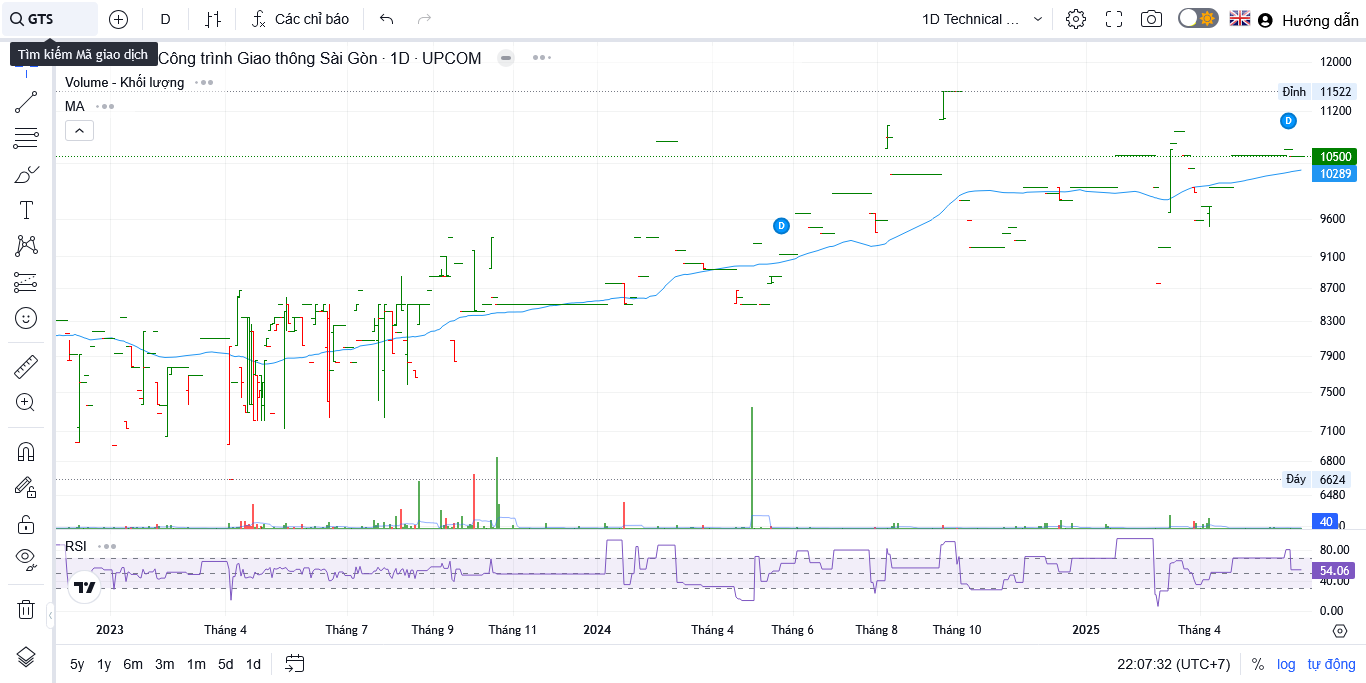 GTS
D
Các chỉ báo
1D Technical ...
Hướng dẫn
Tìm kiếm Mã giao dịch
Công trình Giao thông Sài Gòn · 1D · UPCOM
Volume - Khối lượng
MA
12000
Đỉnh 11522
11200
D
10500
10289
D
9600
9100
8700
8300
7900
7500
7100
6800
Đáy 6624
6480
40
RSI
80.00
54.06
40.00
0.00
2023 Tháng 4 Tháng 7 Tháng 9 Tháng 11 2024 Tháng 4 Tháng 6 Tháng 8 Tháng 10 2025 Tháng 4
5y 1y 6m 3m 1m 5d 1d
22:07:32 (UTC+7) % log tự động